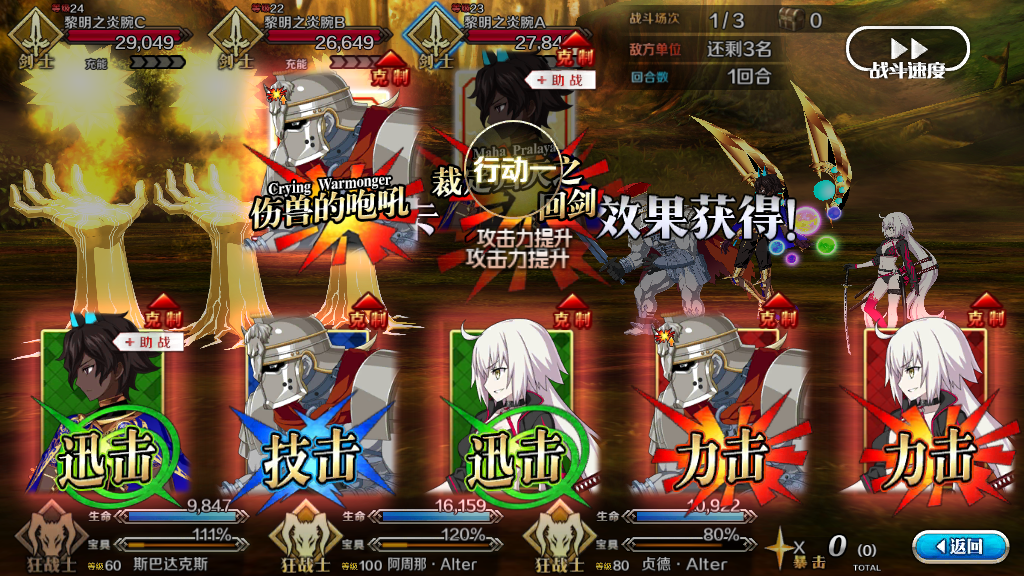 等级24
黎明之炎腕C
29,049
剑士
充能
等级22
黎明之炎腕B
26,649
剑士
充能
等级23
黎明之炎腕A
27,84
剑士
战斗场次 1/3
0
敌方单位 还剩3名
回合数 1回合
战斗速度
克制
Crying Warmonger
伤兽的咆吼
克制
+助战
Maha Pralaya
行动一
裁
之
回剑
攻击力提升
攻击力提升
效果获得!
克制
+助战
迅击
克制
技击
克制
迅击
克制
力击
克制
力击
狂战士
生命 9,847
宝具 111%
等级60 斯巴达克斯
狂战士
生命 16,159
宝具 120%
等级100 阿周那·Alter
狂战士
生命 10,922
宝具 80%
等级80 贞德·Alter
X
暴击
0
(0)
TOTAL
返回